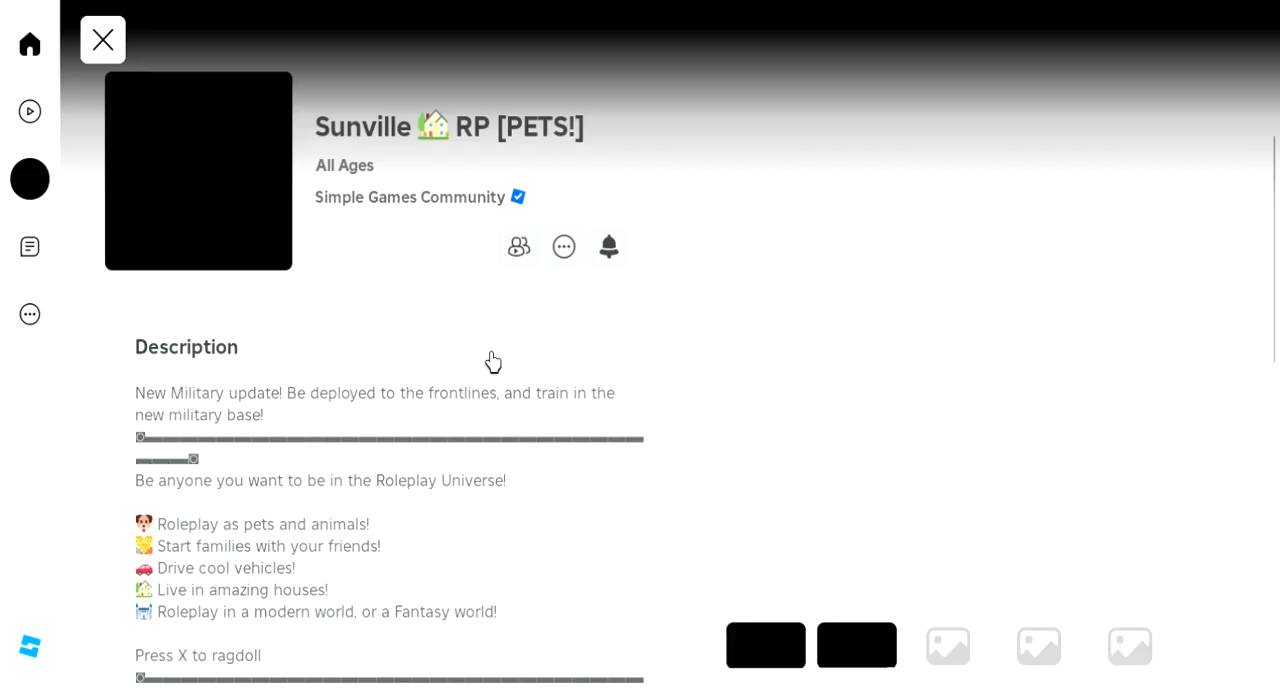 Sunville 🏡 RP [PETS!]
All Ages
Simple Games Community
Description
New Military update! Be deployed to the frontlines, and train in the
new military base!
◙▬▬▬▬▬▬▬▬▬▬▬▬▬▬▬▬▬▬▬▬▬▬▬▬▬▬▬▬
▬▬▬◙
Be anyone you want to be in the Roleplay Universe!
🐶 Roleplay as pets and animals!
💛 Start families with your friends!
🚗 Drive cool vehicles!
🏡 Live in amazing houses!
🏰 Roleplay in a modern world, or a Fantasy world!
Press X to ragdoll
◙▬▬▬▬▬▬▬▬▬▬▬▬▬▬▬▬▬▬▬▬▬▬▬▬▬▬▬▬